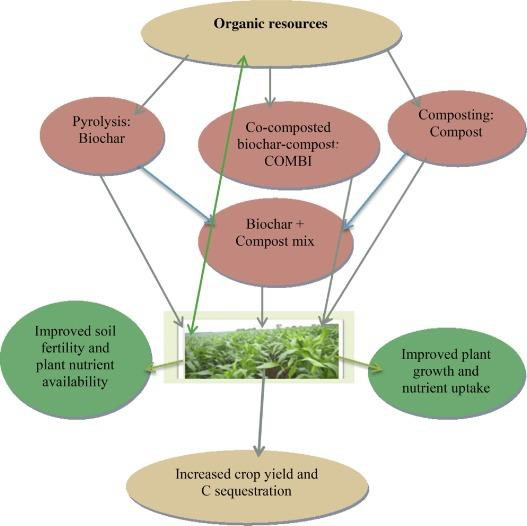 Organic resources
Pyrolysis:
Biochar
Co-composted
biochar-compost:
COMBI
Composting:
Compost
Biochar +
Compost mix
Improved soil
fertility and
plant nutrient
availability
Improved plant
growth and
nutrient uptake
Increased crop yield and
C sequestration